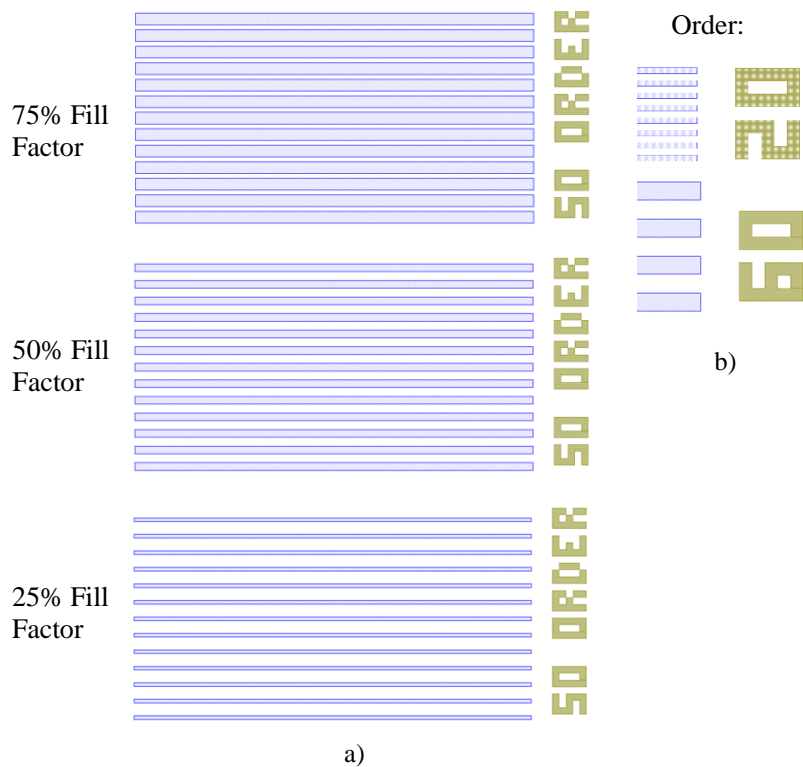 75% Fill
Factor
50 ORDER
50% Fill
Factor
50 ORDER
25% Fill
Factor
50 ORDER
a)
Order:
20
60
b)